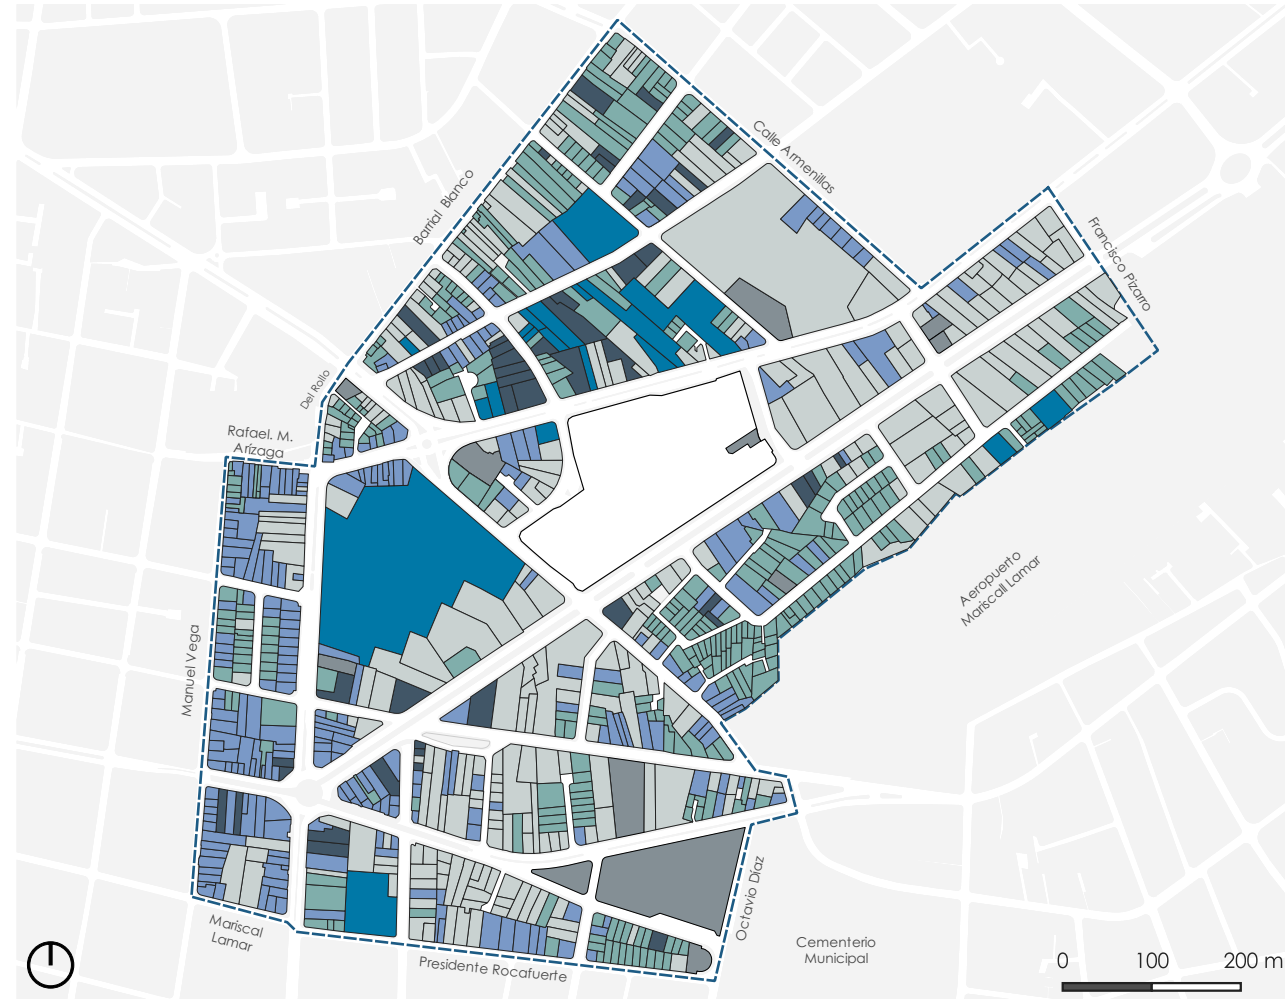 Calle Armenillas
Barrial Blanco
Francisco Pizarro
Del Rollo
Rafael. M.
Arízaga
Aeropuerto
Mariscall Lamar
Manuel Vega
Octavio Díaz
Mariscal
Lamar
Cementerio
Municipal
Presidente Rocafuerte
0 100 200 m